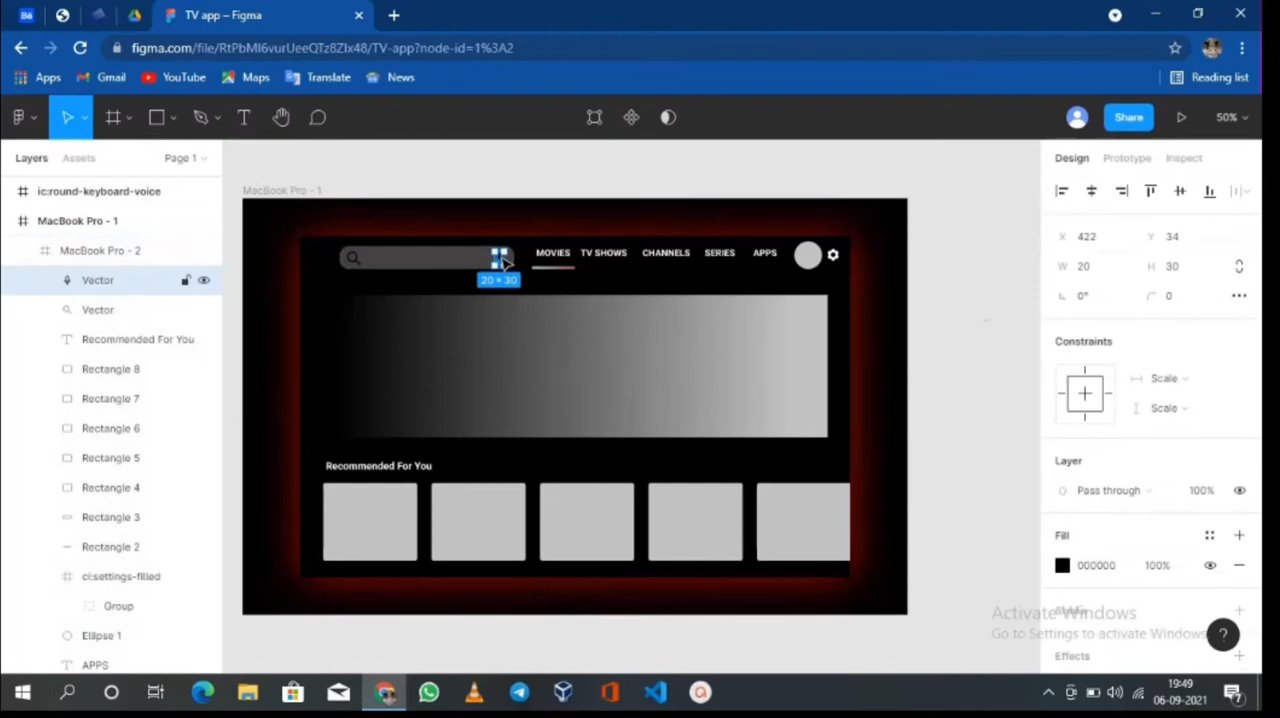 Bē
TV app – Figma
figma.com/file/RtPbMI6vurUeeQTz8ZIx48/TV-app?node-id=1%3A2
Apps
Gmail
YouTube
Maps
Translate
News
Reading list
T
Share
50%
Layers
Assets
Page 1
ic:round-keyboard-voice
MacBook Pro - 1
MacBook Pro - 2
Vector
Vector
Recommended For You
Rectangle 8
Rectangle 7
Rectangle 6
Rectangle 5
Rectangle 4
Rectangle 3
Rectangle 2
ci:settings-filled
Group
Ellipse 1
APPS
MacBook Pro - 1
MOVIES
TV SHOWS
CHANNELS
SERIES
APPS
20 × 30
Recommended For You
Design
Prototype
Inspect
X 422
Y 34
W 20
H 30
0°
0
Constraints
Scale
Scale
Layer
Pass through
100%
Fill
000000
100%
Activate Windows
Go to Settings to activate Windows.
Effects
?
19:49
06-09-2021
7